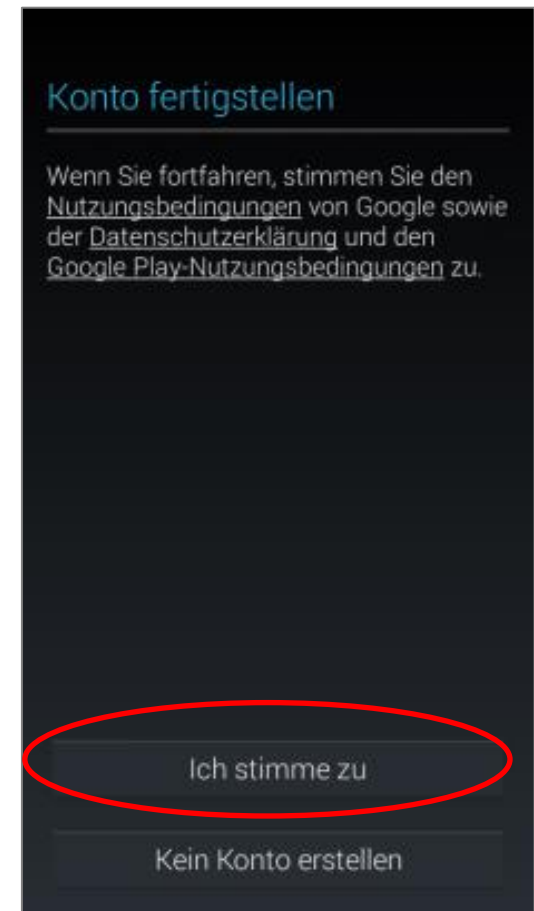 Konto fertigstellen
Wenn Sie fortfahren, stimmen Sie den
Nutzungsbedingungen von Google sowie
der Datenschutzerklärung und den
Google Play-Nutzungsbedingungen zu.
Ich stimme zu
Kein Konto erstellen